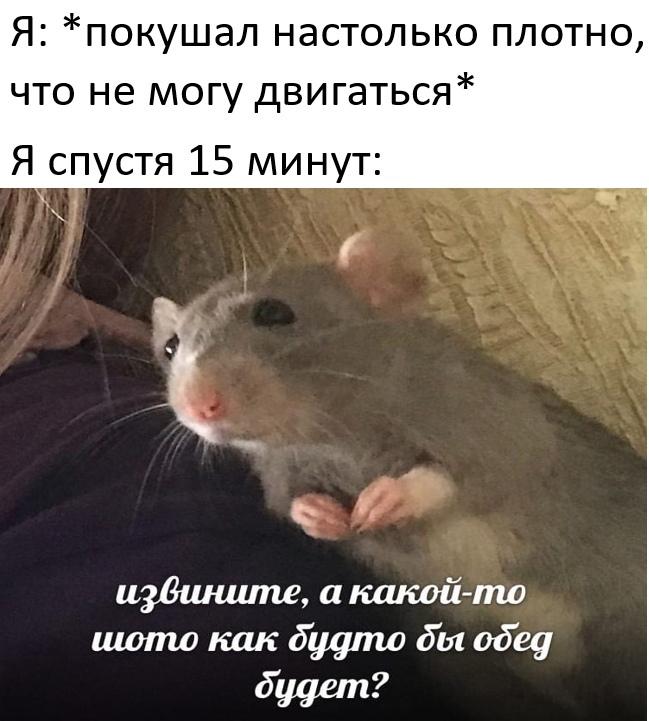 Я: *покушал настолько плотно,
что не могу двигаться*
Я спустя 15 минут:
извините, а какой-то
шото как будто бы обед
будет?